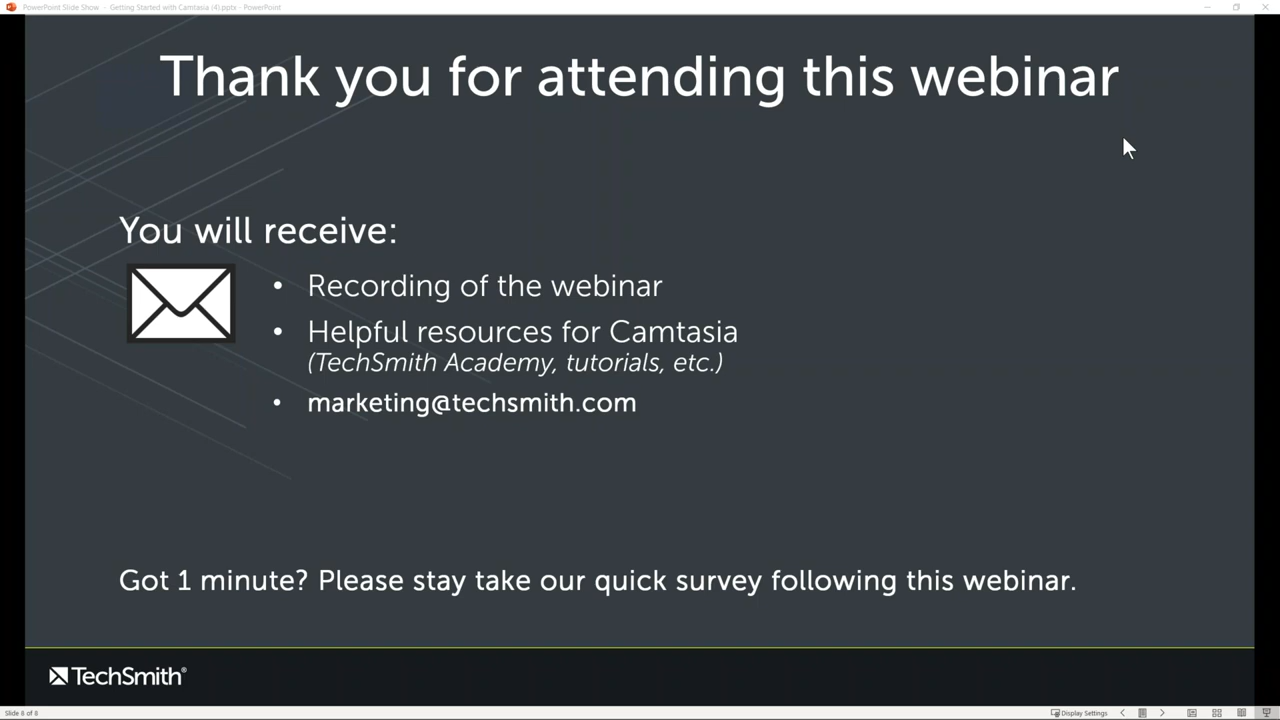 PowerPoint Slide Show - Getting Started with Camtasia (4).pptx - PowerPoint
Thank you for attending this webinar
You will receive:
• Recording of the webinar
• Helpful resources for Camtasia
(TechSmith Academy, tutorials, etc.)
• marketing@techsmith.com
Got 1 minute? Please stay take our quick survey following this webinar.
TechSmith®
Slide 8 of 8
Display Settings